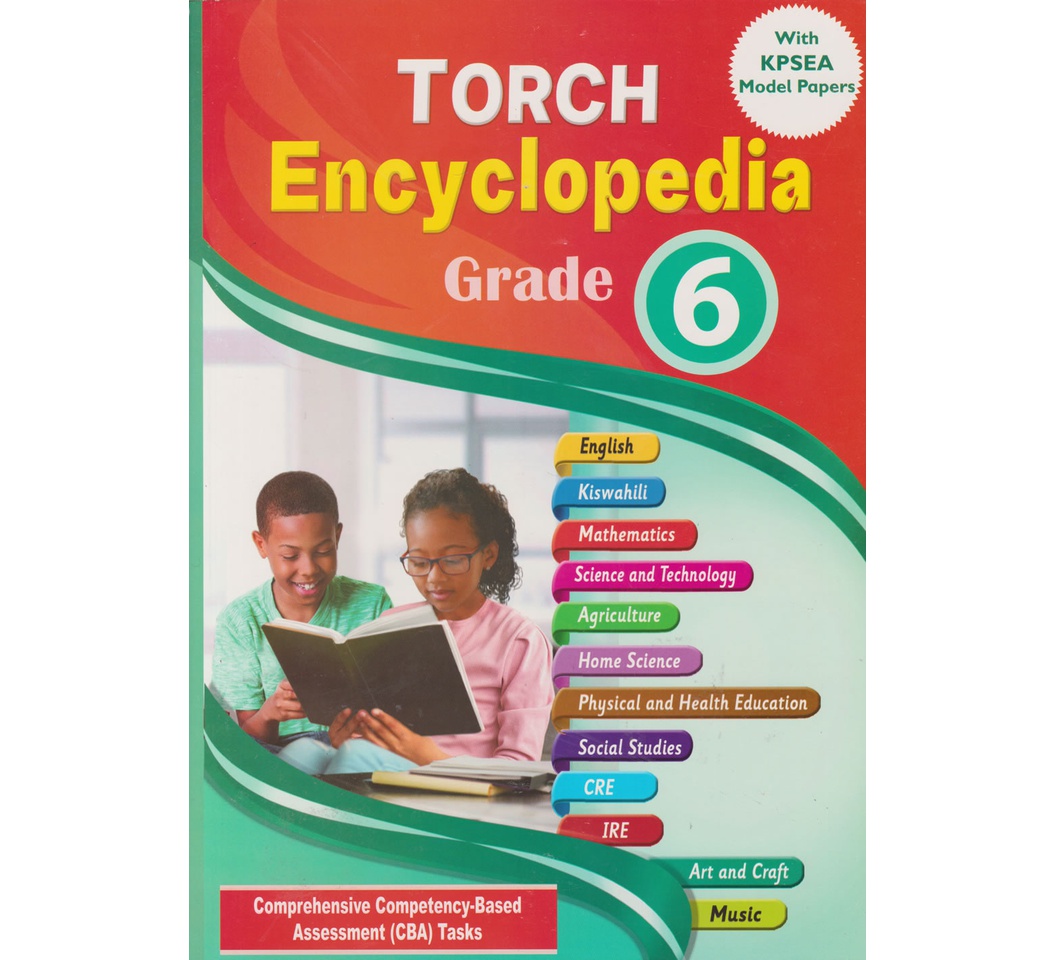 With
KPSEA
Model Papers
TORCH
Encyclopedia
Grade 6
English
Kiswahili
Mathematics
Science and Technology
Agriculture
Home Science
Physical and Health Education
Social Studies
CRE
IRE
Art and Craft
Music
Comprehensive Competency-Based
Assessment (CBA) Tasks